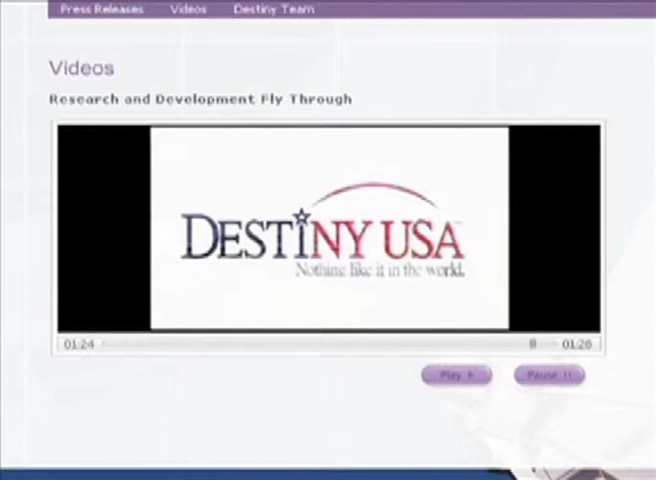 Press Releases Videos Destiny Team
Videos
Research and Development Fly Through
DESTINY USA
Nothing like it in the world.
01:24 01:26
Play Pause